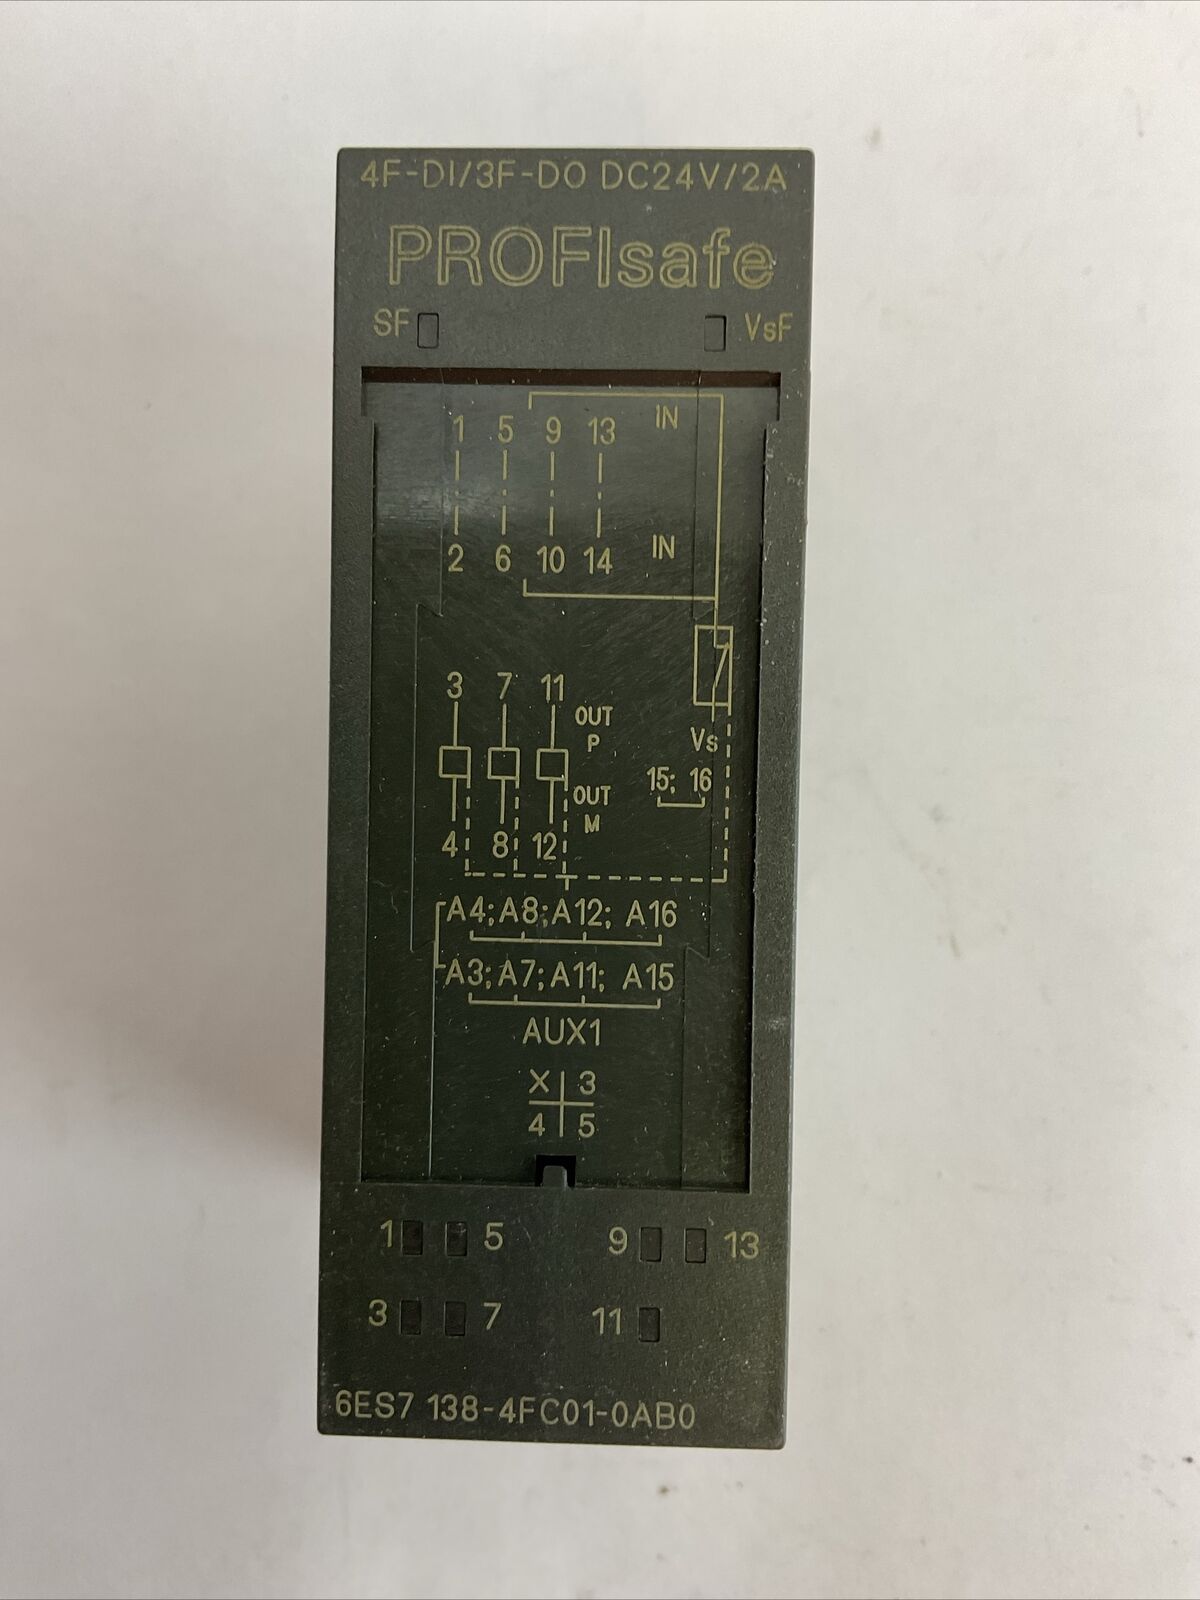 4F-DI/3F-DO DC24V/2A
PROFIsafe
SF VsF
1 5 9 13 IN
2 6 10 14 IN
3 7 11
OUT
P
Vs
15; 16
OUT
M
4 8 12
A4; A8; A12; A16
A3; A7; A11; A15
AUX1
X 3
4 5
1 5 9 13
3 7 11
6ES7 138-4FC01-0AB0